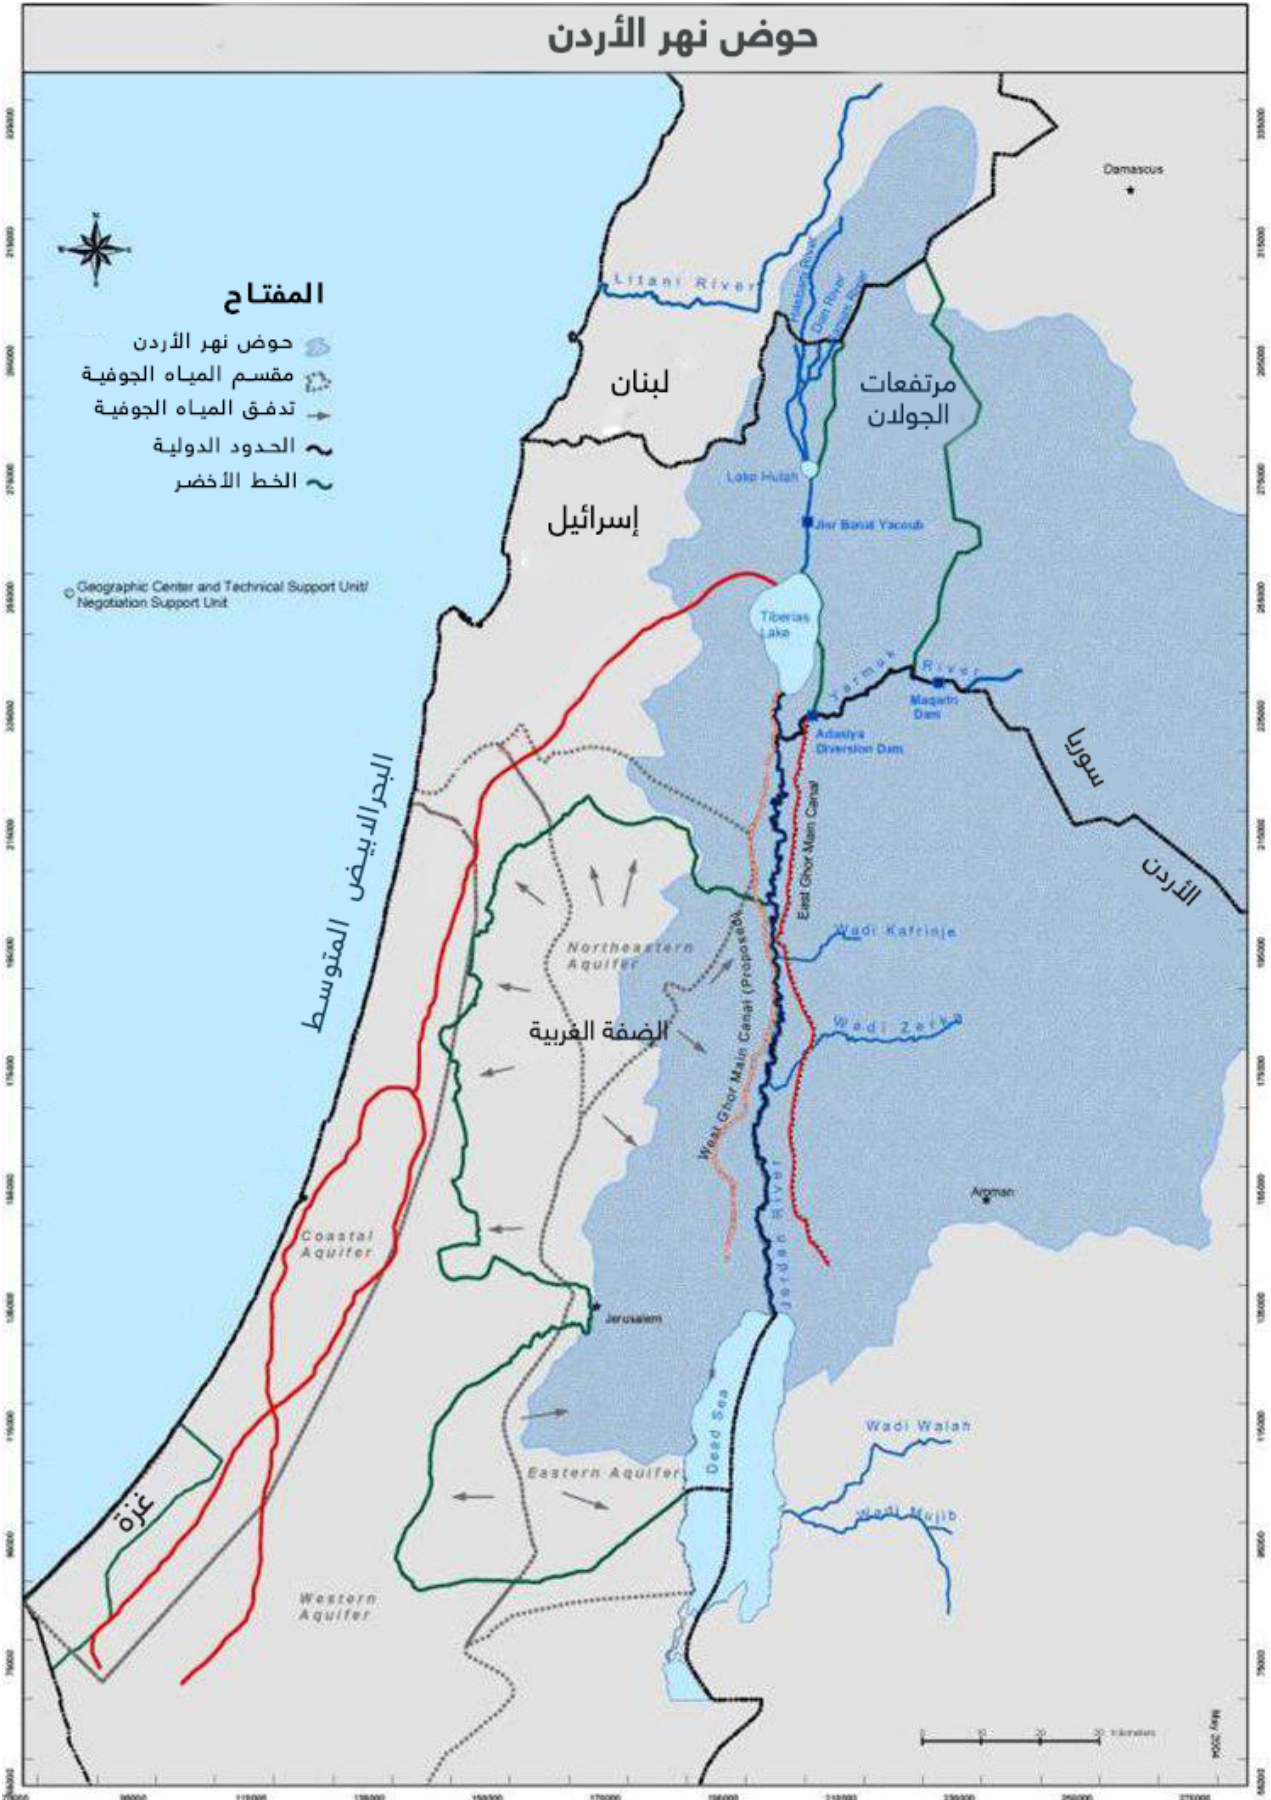 حوض نهر الأردن
Damascus
Litani River
Hasbani River
Dan River
المفتاح
حوض نهر الأردن
مقسم المياه الجوفية
تدفق المياه الجوفية
الحدود الدولية
الخط الأخضر
لبنان
مرتفعات
الجولان
Lake Hulah
إسرائيل
Jisr Banat Yacoub
© Geographic Center and Technical Support Unit/
Negotiation Support Unit
Tiberias
Lake
Yarmuk River
Maqarin
Dam
Adasiya
Diversion Dam
سوريا
البحر الابيض المتوسط
East Ghor Main Canal
الأردن
Wadi Kafrinje
Northeastern
Aquifer
West Ghor Main Canal (Proposed)
الضفة الغربية
Wadi Zerka
Amman
Jordan River
Coastal
Aquifer
Jerusalem
Dead Sea
Wadi Walah
Eastern Aquifer
Wadi Mujib
غزة
Western
Aquifer
Kilometers
May 2004